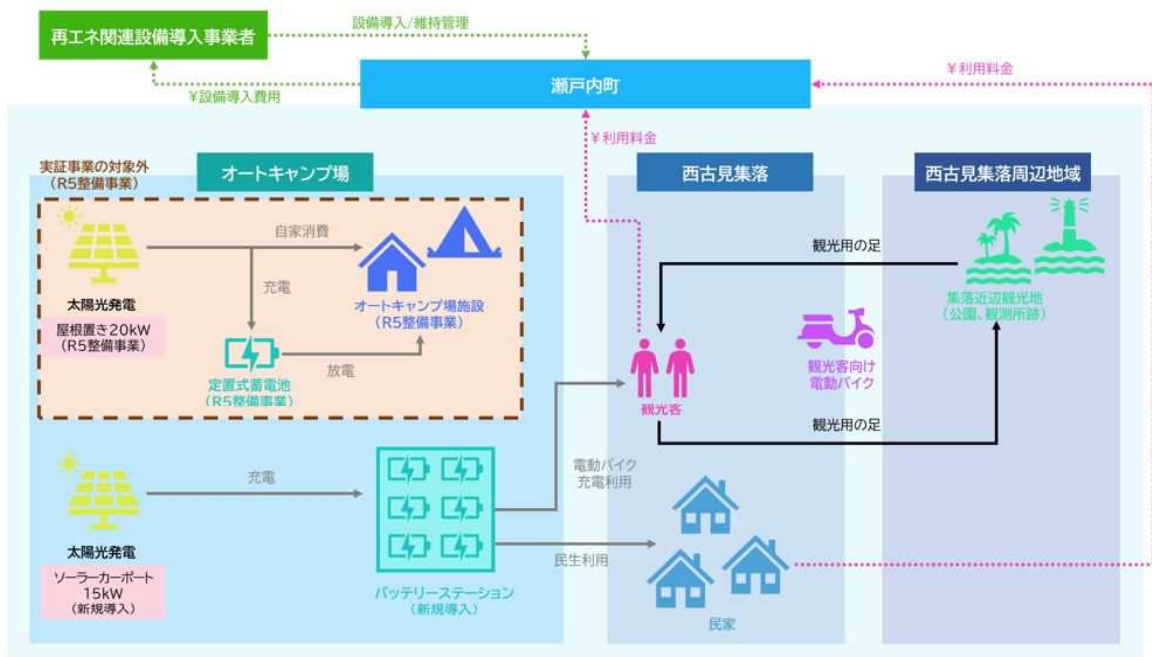 設備導入/維持管理
再エネ関連設備導入事業者
瀬戸内町
¥利用料金
¥設備導入費用
¥利用料金
実証事業の対象外
(R5整備事業)
オートキャンプ場
西古見集落
西古見集落周辺地域
自家消費
観光用の足
充電
太陽光発電
屋根置き20kW
(R5整備事業)
オートキャンプ場施設
(R5整備事業)
集落近辺観光地
(公園、観測所跡)
放電
定置式蓄電池
(R5整備事業)
観光客向け
電動バイク
観光客
観光用の足
充電
電動バイク
充電利用
太陽光発電
ソーラーカーポート
15kW
(新規導入)
民生利用
バッテリーステーション
(新規導入)
民家